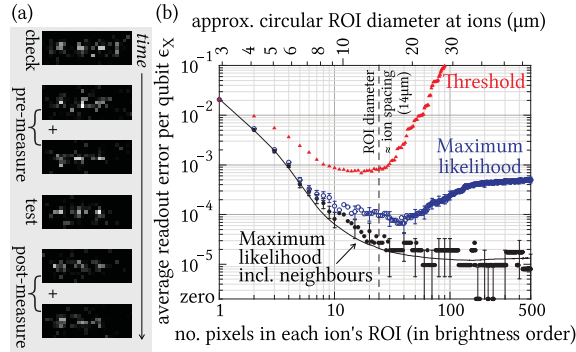 (a)
time
check
pre-measure
+
test
post-measure
+
(b)
approx. circular ROI diameter at ions (μm)
3 4 5 6 8 10 20 30
average readout error per qubit ϵX
10⁻¹
10⁻²
10⁻³
10⁻⁴
10⁻⁵
zero
Threshold
ROI diameter
≈ ion spacing
(14μm)
Maximum
likelihood
Maximum
likelihood
incl. neighbours
1 2 5 10 100 500
no. pixels in each ion's ROI (in brightness order)